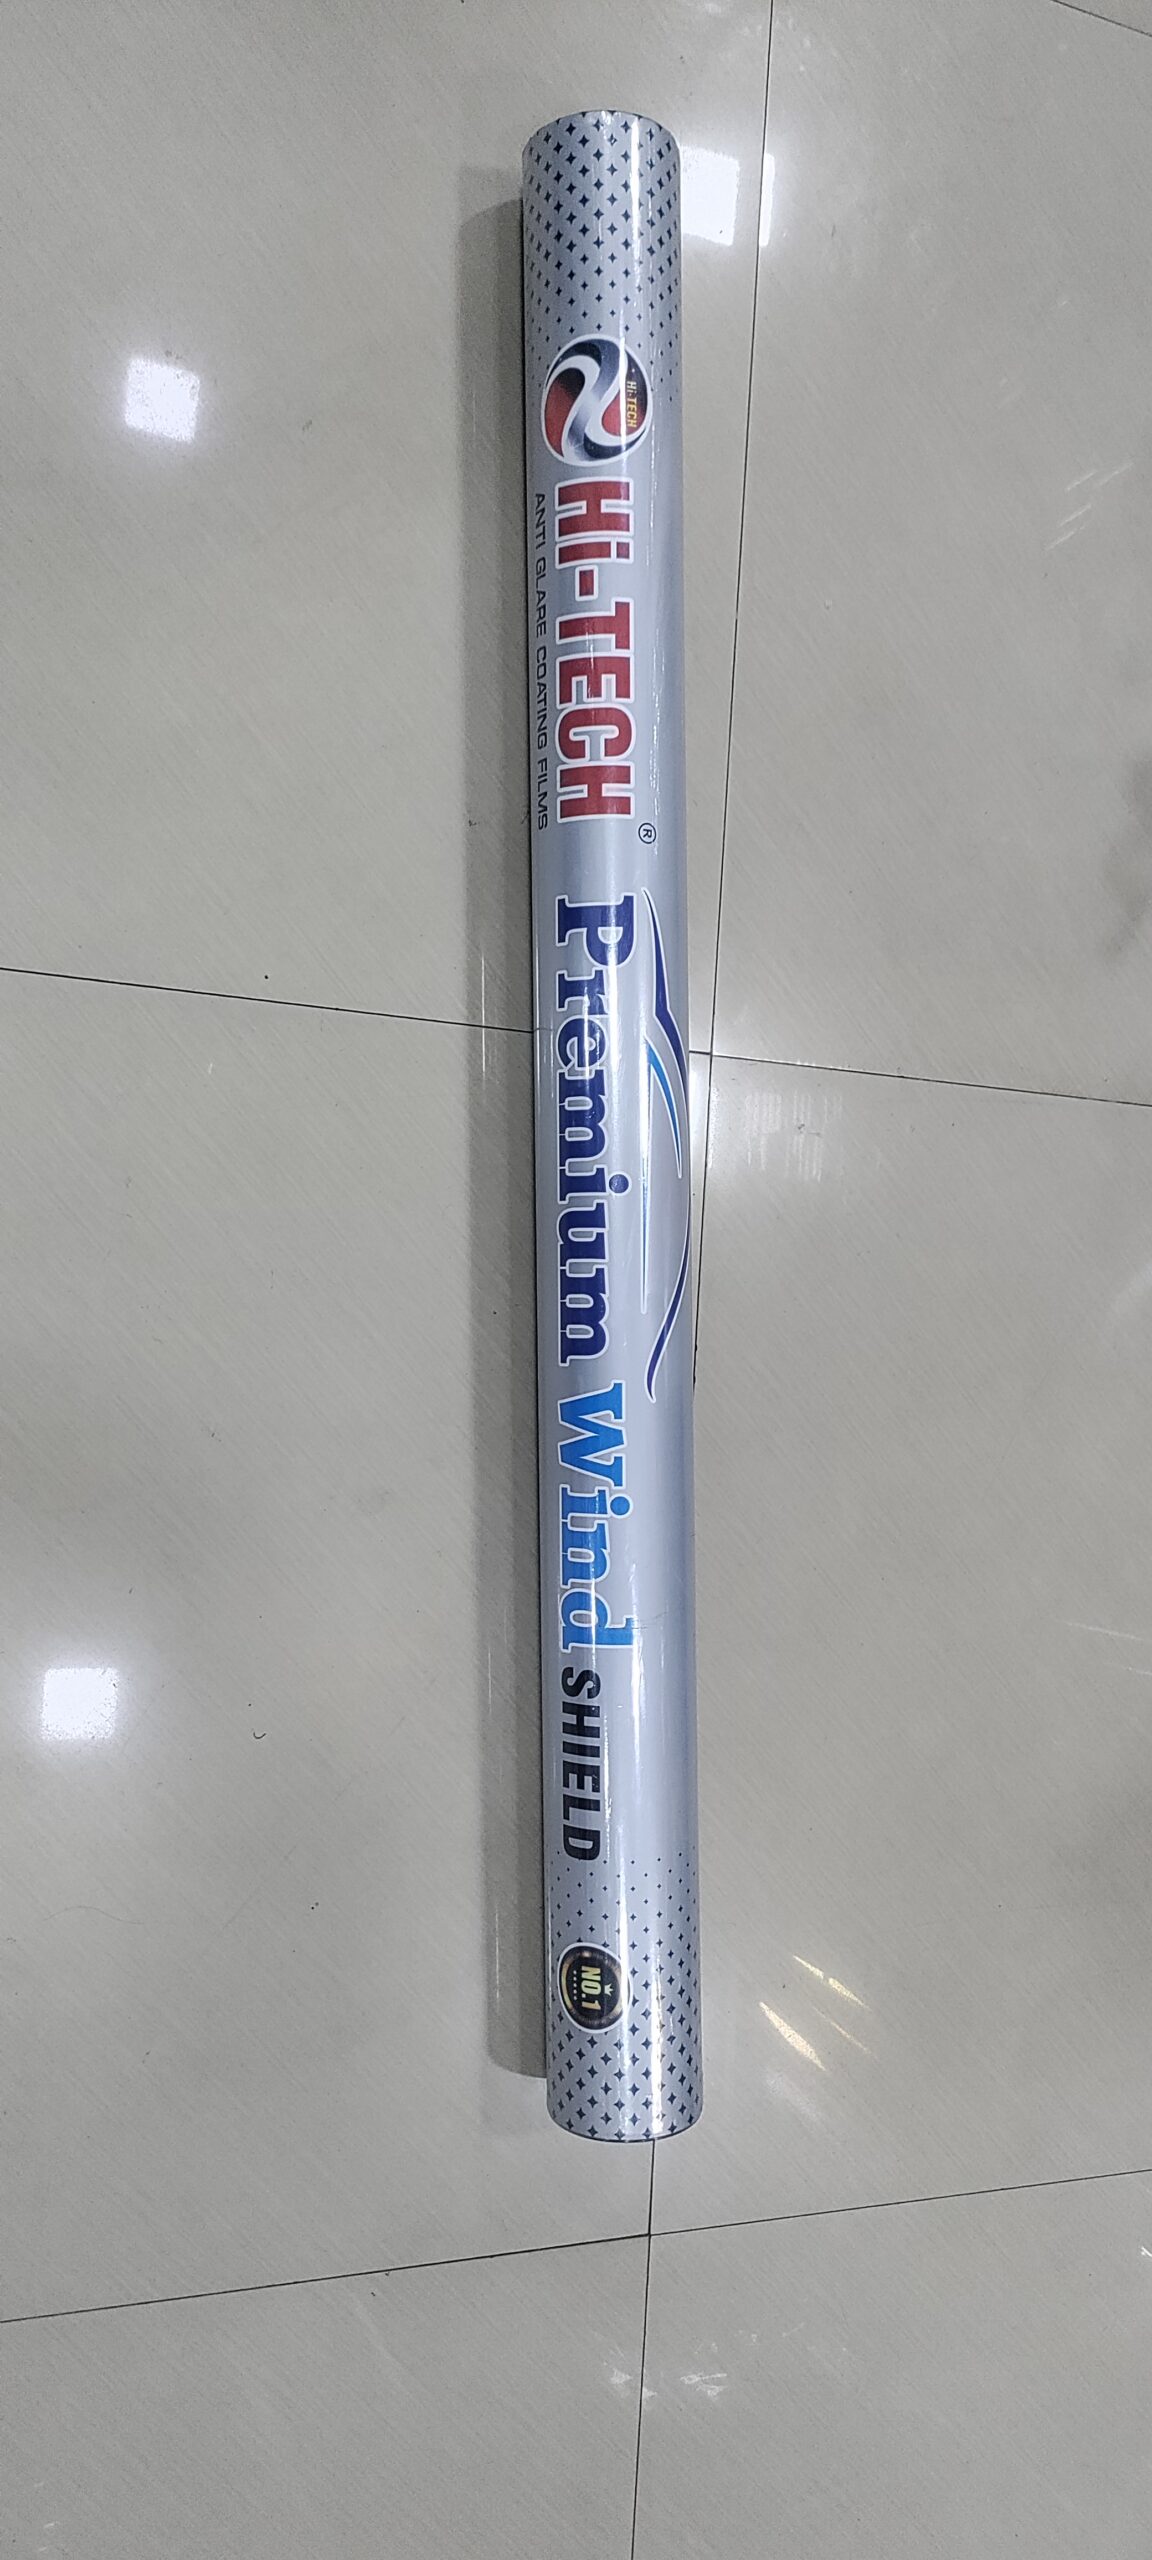 Hi-TECH
Hi-TECH®
ANTI GLARE COATING FILMS
Premium Wind SHIELD
NO.1